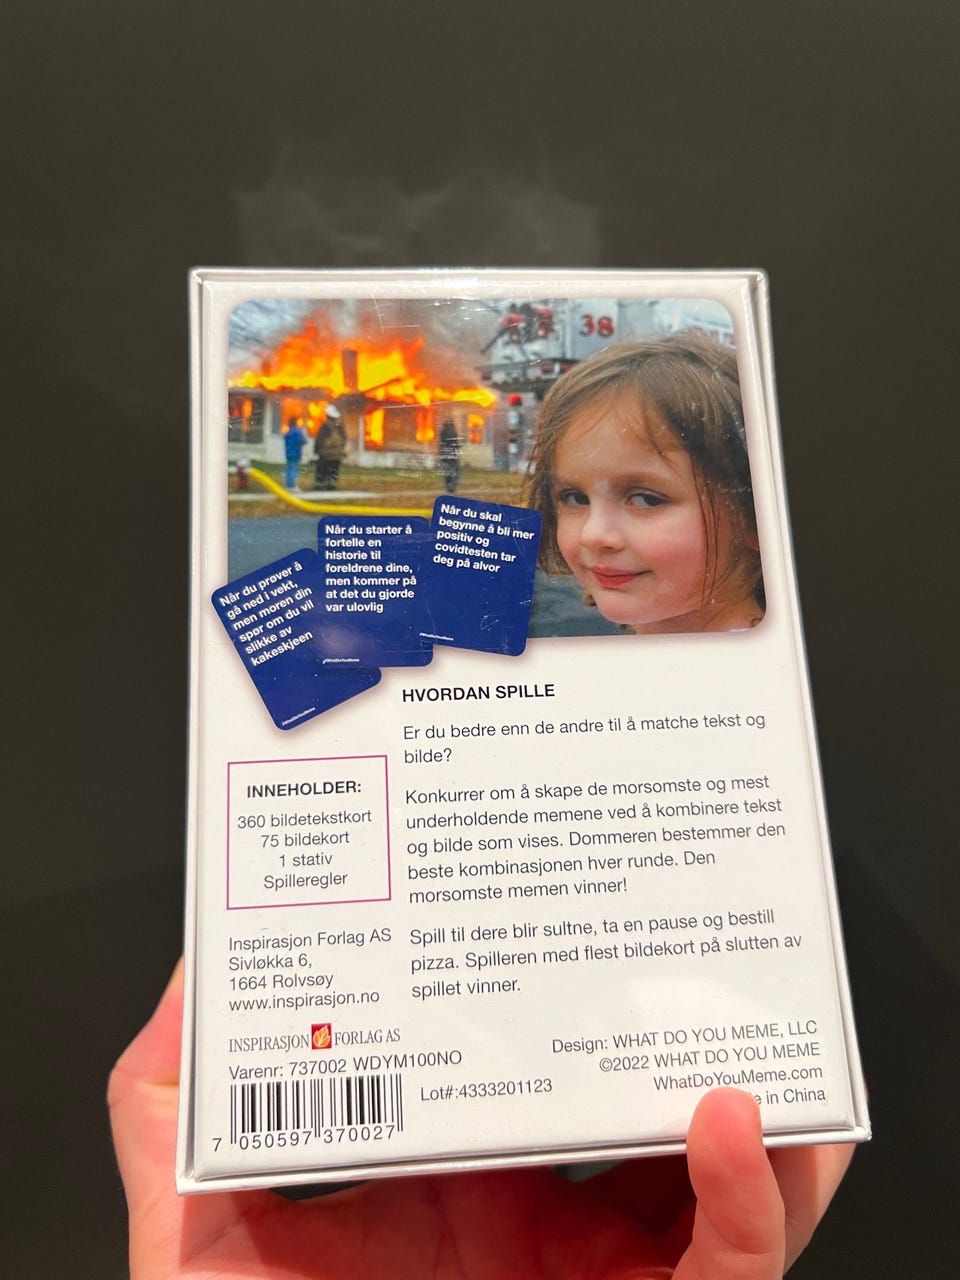 38
Når du prøver å
gå ned i vekt,
men moren din
spør om du vil
slikke av
kakeskjeen
#WhatDoYouMeme
Når du starter å
fortelle en
historie til
foreldrene dine,
men kommer på
at det du gjorde
var ulovlig
#WhatDoYouMeme
Når du skal
begynne å bli mer
positiv og
covidtesten tar
deg på alvor
#WhatDoYouMeme
HVORDAN SPILLE
Er du bedre enn de andre til å matche tekst og
bilde?
Konkurrer om å skape de morsomste og mest
underholdende memene ved å kombinere tekst
og bilde som vises. Dommeren bestemmer den
beste kombinasjonen hver runde. Den
morsomste memen vinner!
Spill til dere blir sultne, ta en pause og bestill
pizza. Spilleren med flest bildekort på slutten av
spillet vinner.
INNEHOLDER:
360 bildetekstkort
75 bildekort
1 stativ
Spilleregler
Inspirasjon Forlag AS
Sivløkka 6,
1664 Rolvsøy
www.inspirasjon.no
INSPIRASJON FORLAG AS
Varenr: 737002 WDYM100NO
7 050597 370027
Lot#:4333201123
Design: WHAT DO YOU MEME, LLC
©2022 WHAT DO YOU MEME
WhatDoYouMeme.com
in China